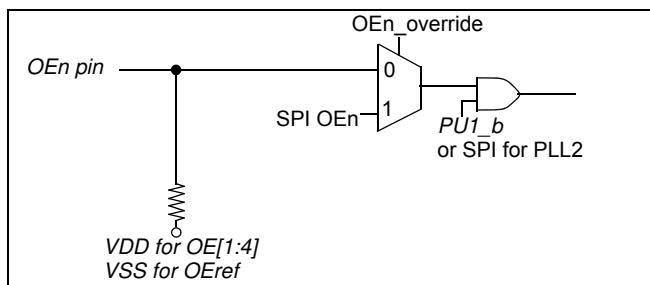 OEn_override
OEn pin
0
SPI OEn
1
PU1_b
or SPI for PLL2
VDD for OE[1:4]
VSS for OEref